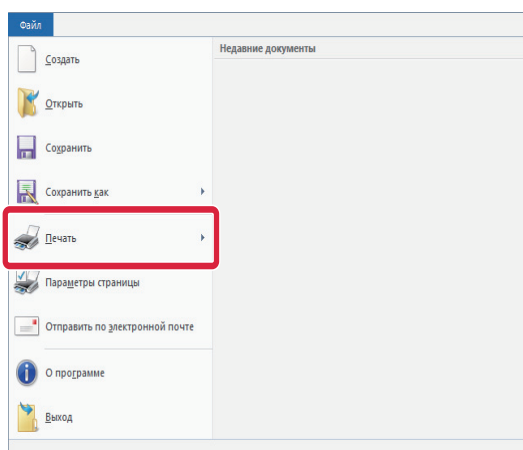 Файл
Недавние документы
Создать
Открыть
Сохранить
Сохранить как
Печать
Параметры страницы
Отправить по электронной почте
О программе
Выход